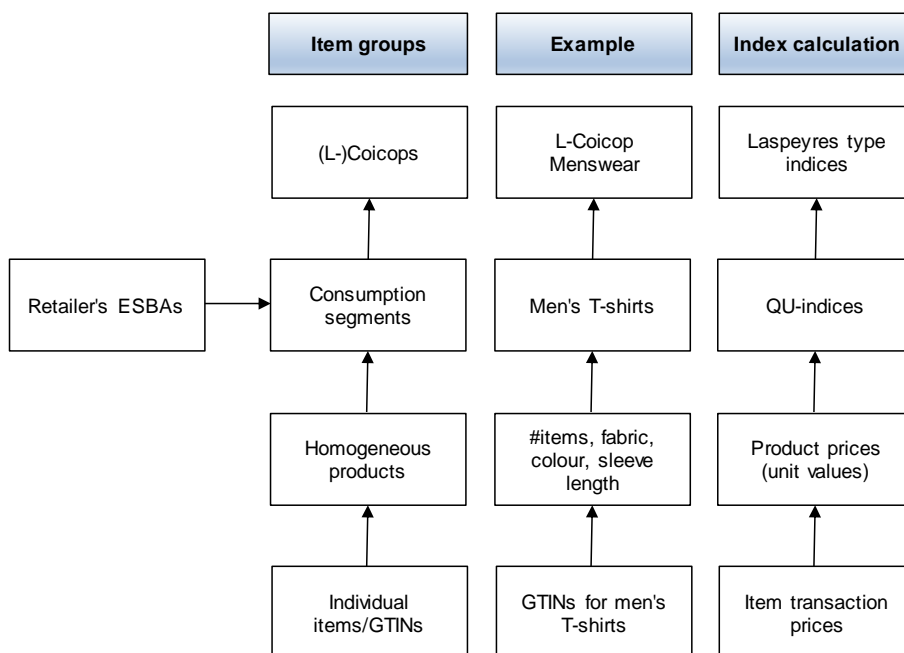 Item groups
Example
Index calculation
(L-)Coicops
L-Coicop
Menswear
Laspeyres type
indices
Retailer's ESBAs
Consumption
segments
Men's T-shirts
QU-indices
Homogeneous
products
#items, fabric,
colour, sleeve
length
Product prices
(unit values)
Individual
items/GTINs
GTINs for men's
T-shirts
Item transaction
prices